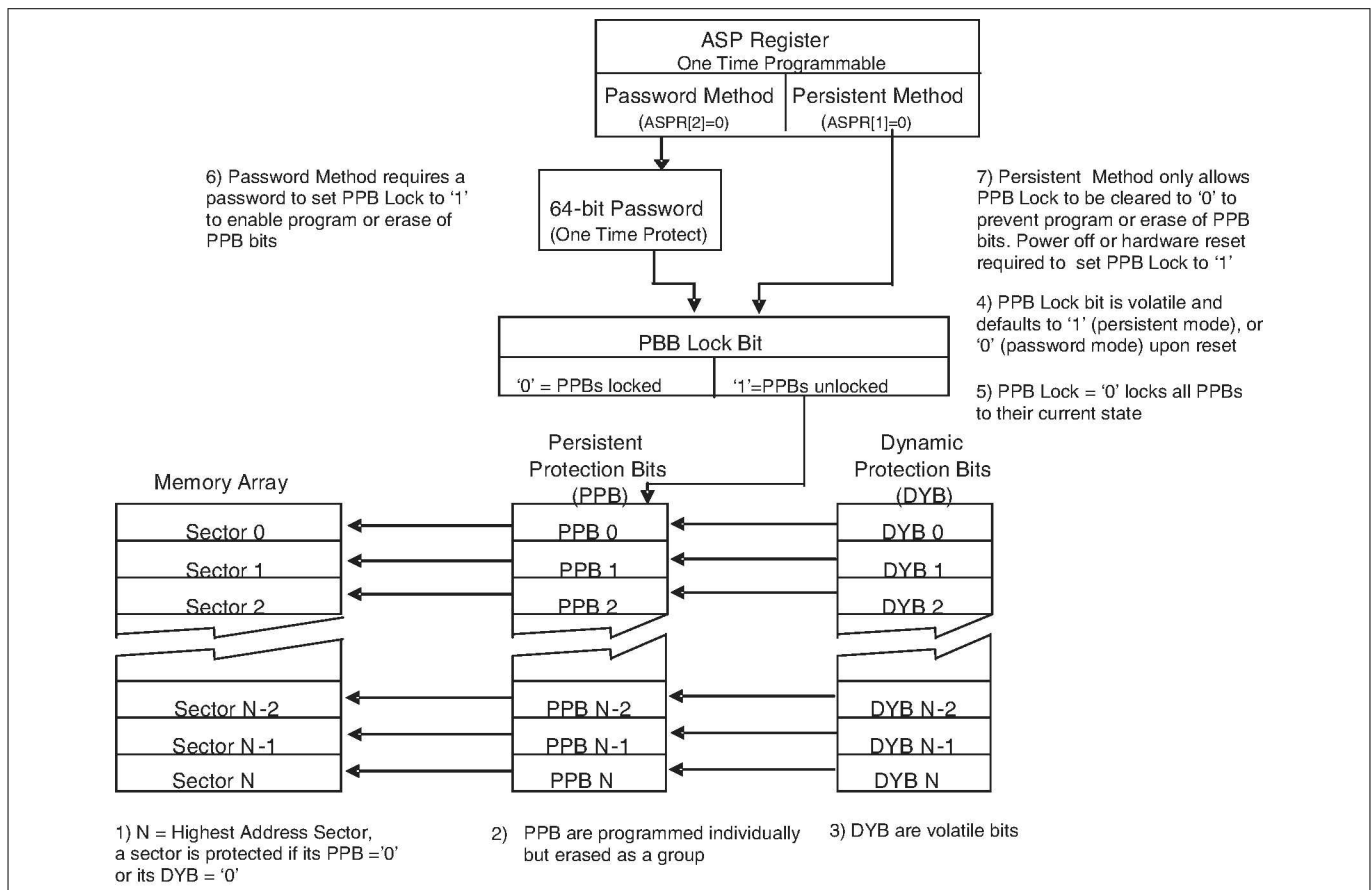 ASP Register
One Time Programmable
Password Method
(ASPR[2]=0)
Persistent Method
(ASPR[1]=0)
6) Password Method requires a
password to set PPB Lock to ‘1’
to enable program or erase of
PPB bits
64-bit Password
(One Time Protect)
7) Persistent Method only allows
PPB Lock to be cleared to ‘0’ to
prevent program or erase of PPB
bits. Power off or hardware reset
required to set PPB Lock to ‘1’
4) PPB Lock bit is volatile and
defaults to ‘1’ (persistent mode), or
‘0’ (password mode) upon reset
5) PPB Lock = ‘0’ locks all PPBs
to their current state
PBB Lock Bit
‘0’ = PPBs locked
‘1’=PPBs unlocked
Memory Array
Persistent
Protection Bits
(PPB)
Dynamic
Protection Bits
(DYB)
Sector 0
PPB 0
DYB 0
Sector 1
PPB 1
DYB 1
Sector 2
PPB 2
DYB 2
Sector N-2
PPB N-2
DYB N-2
Sector N-1
PPB N-1
DYB N-1
Sector N
PPB N
DYB N
1) N = Highest Address Sector,
a sector is protected if its PPB =’0’
or its DYB = ‘0’
2) PPB are programmed individually
but erased as a group
3) DYB are volatile bits